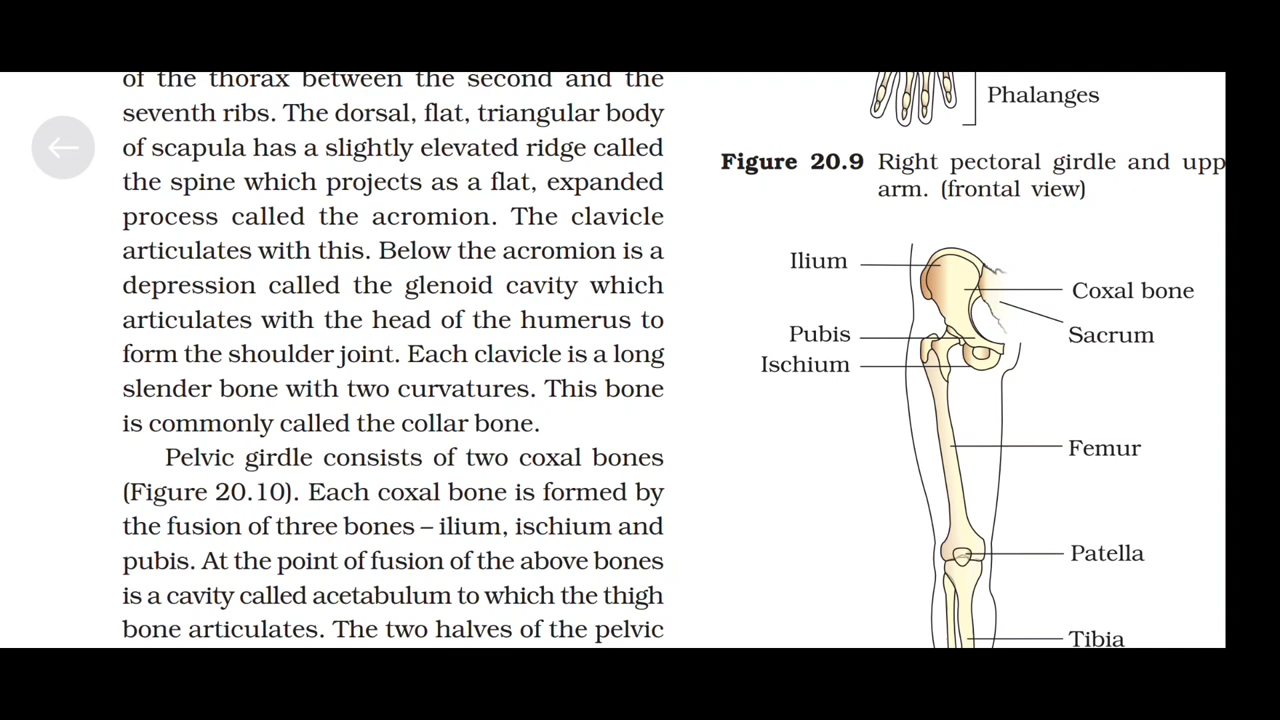 of the thorax between the second and the
seventh ribs. The dorsal, flat, triangular body
of scapula has a slightly elevated ridge called
the spine which projects as a flat, expanded
process called the acromion. The clavicle
articulates with this. Below the acromion is a
depression called the glenoid cavity which
articulates with the head of the humerus to
form the shoulder joint. Each clavicle is a long
slender bone with two curvatures. This bone
is commonly called the collar bone.
Pelvic girdle consists of two coxal bones
(Figure 20.10). Each coxal bone is formed by
the fusion of three bones – ilium, ischium and
pubis. At the point of fusion of the above bones
is a cavity called acetabulum to which the thigh
bone articulates. The two halves of the pelvic
Phalanges
Figure 20.9 Right pectoral girdle and upp
arm. (frontal view)
Ilium
Coxal bone
Pubis
Sacrum
Ischium
Femur
Patella
Tibia